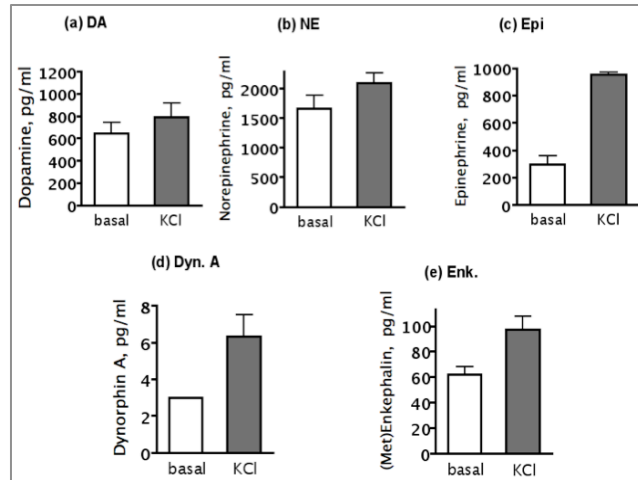 (a) DA
Dopamine, pg/ml
1200
1000
800
600
400
200
0
basal KCl
(b) NE
Norepinephrine, pg/ml
2000
1500
1000
500
0
basal KCl
(c) Epi
Epinephrine, pg/ml
1000
800
600
400
200
0
basal KCl
(d) Dyn. A
Dynorphin A, pg/ml
8
6
4
2
0
basal KCl
(e) Enk.
(Met)Enkephalin, pg/ml
100
80
60
40
20
0
basal KCl